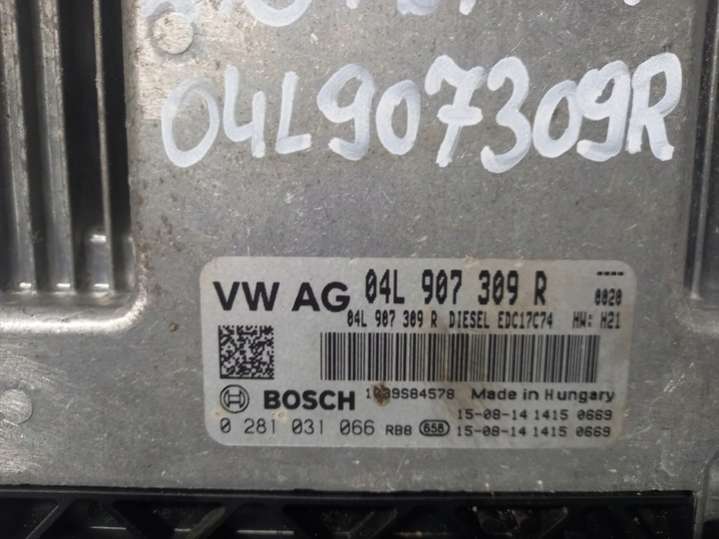 04L907309R
VW AG 04L 907 309 R ----
0020
04L 907 309 R DIESEL EDC17C74 HW: H21
BOSCH 1039S84578 Made in Hungary
15-08-14 1415 0669
0 281 031 066 RBB 658 15-08-14 1415 0669